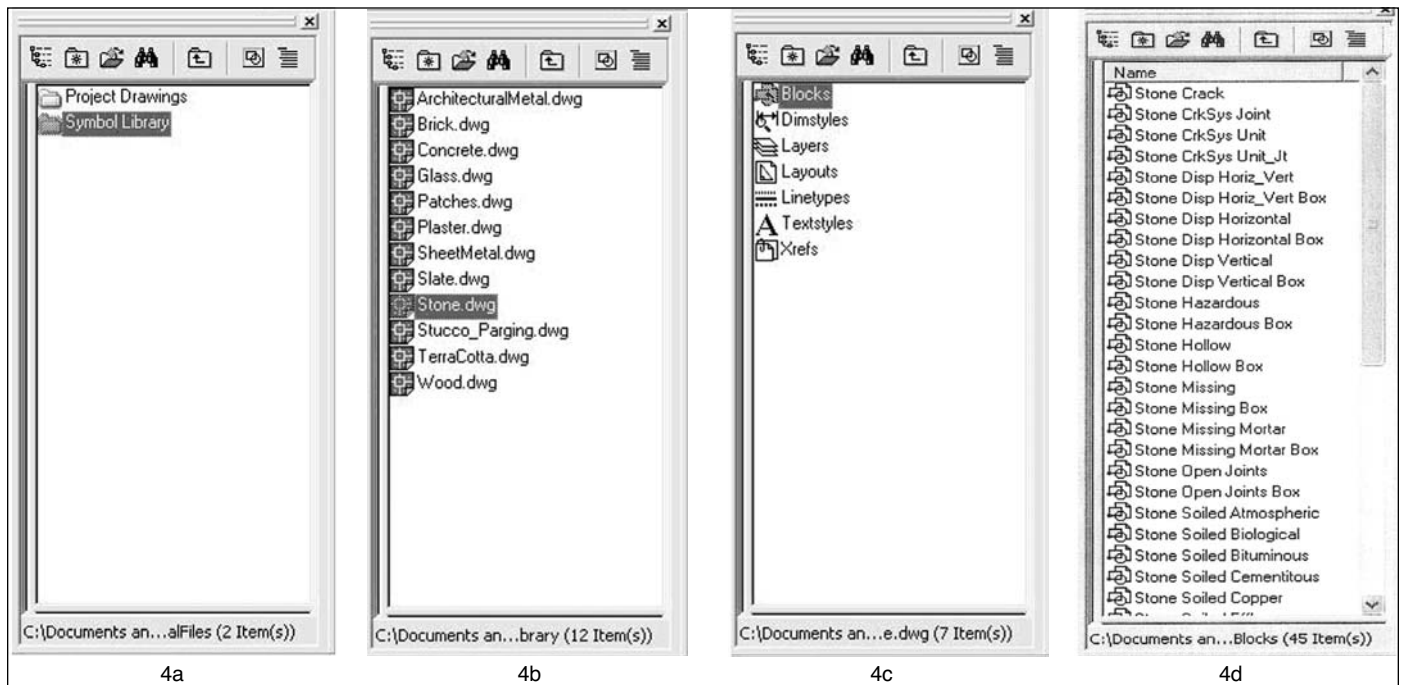 Project Drawings
Symbol Library
C:\Documents an...alFiles (2 Item(s))
4a
ArchitecturalMetal.dwg
Brick.dwg
Concrete.dwg
Glass.dwg
Patches.dwg
Plaster.dwg
SheetMetal.dwg
Slate.dwg
Stone.dwg
Stucco_Parging.dwg
TerraCotta.dwg
Wood.dwg
C:\Documents an...brary (12 Item(s))
4b
Blocks
Dimstyles
Layers
Layouts
Linetypes
Textstyles
Xrefs
C:\Documents an...e.dwg (7 Item(s))
4c
Name
Stone Crack
Stone CrkSys Joint
Stone CrkSys Unit
Stone CrkSys Unit_Jt
Stone Disp Horiz_Vert
Stone Disp Horiz_Vert Box
Stone Disp Horizontal
Stone Disp Horizontal Box
Stone Disp Vertical
Stone Disp Vertical Box
Stone Hazardous
Stone Hazardous Box
Stone Hollow
Stone Hollow Box
Stone Missing
Stone Missing Box
Stone Missing Mortar
Stone Missing Mortar Box
Stone Open Joints
Stone Open Joints Box
Stone Soiled Atmospheric
Stone Soiled Biological
Stone Soiled Bituminous
Stone Soiled Cementitous
Stone Soiled Copper
C:\Documents an...Blocks (45 Item(s))
4d